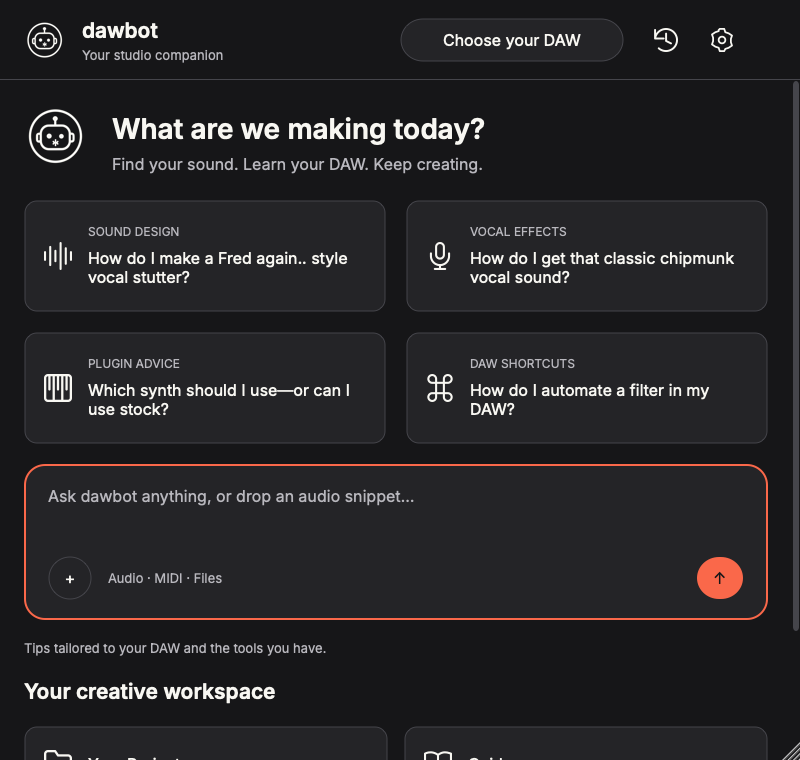 dawbot
Your studio companion
Choose your DAW
What are we making today?
Find your sound. Learn your DAW. Keep creating.
SOUND DESIGN
How do I make a Fred again.. style
vocal stutter?
VOCAL EFFECTS
How do I get that classic chipmunk
vocal sound?
PLUGIN ADVICE
Which synth should I use—or can I
use stock?
DAW SHORTCUTS
How do I automate a filter in my
DAW?
Ask dawbot anything, or drop an audio snippet...
+
Audio · MIDI · Files
Tips tailored to your DAW and the tools you have.
Your creative workspace